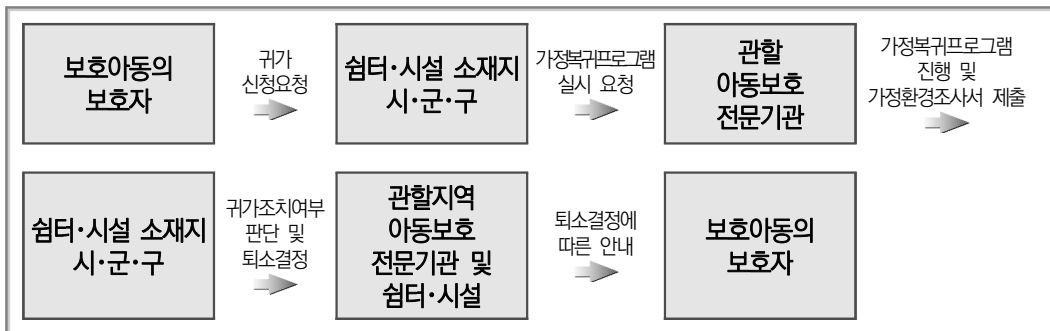 보호아동의
보호자
귀가
신청요청
쉼터·시설 소재지
시·군·구
가정복귀프로그램
실시 요청
관할
아동보호
전문기관
가정복귀프로그램
진행 및
가정환경조사서 제출
쉼터·시설 소재지
시·군·구
귀가조치여부
판단 및
퇴소결정
관할지역
아동보호
전문기관 및
쉼터·시설
퇴소결정에
따른 안내
보호아동의
보호자